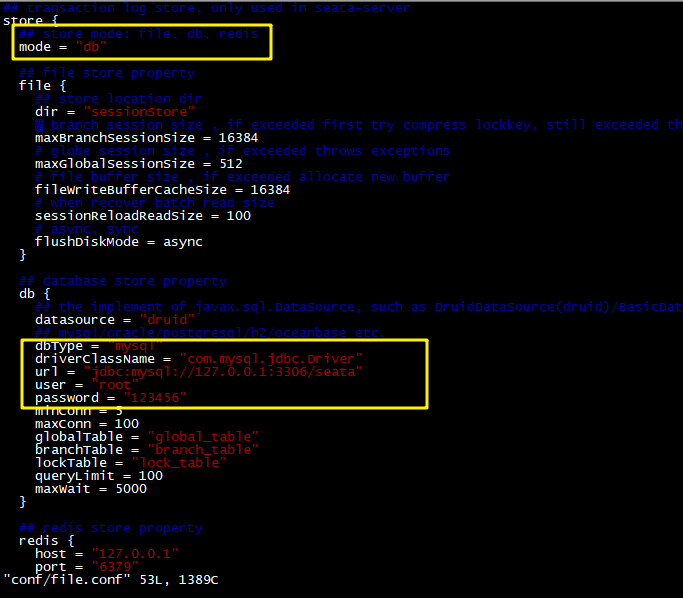 ## transaction log store, only used in seata-server
store {
  ## store mode: file、db、redis
  mode = "db"

  ## file store property
  file {
    ## store location dir
    dir = "sessionStore"
    # branch session size , if exceeded first try compress lockkey, still exceeded th
    maxBranchSessionSize = 16384
    # globe session size , if exceeded throws exceptions
    maxGlobalSessionSize = 512
    # file buffer size , if exceeded allocate new buffer
    fileWriteBufferCacheSize = 16384
    # when recover batch read size
    sessionReloadReadSize = 100
    # async, sync
    flushDiskMode = async
  }

  ## database store property
  db {
    ## the implement of javax.sql.DataSource, such as DruidDataSource(druid)/BasicDat
    datasource = "druid"
    ## mysql/oracle/postgresql/h2/oceanbase etc.
    dbType = "mysql"
    driverClassName = "com.mysql.jdbc.Driver"
    url = "jdbc:mysql://127.0.0.1:3306/seata"
    user = "root"
    password = "123456"
    minConn = 5
    maxConn = 100
    globalTable = "global_table"
    branchTable = "branch_table"
    lockTable = "lock_table"
    queryLimit = 100
    maxWait = 5000
  }

  ## redis store property
  redis {
    host = "127.0.0.1"
    port = "6379"
"conf/file.conf" 53L, 1389C